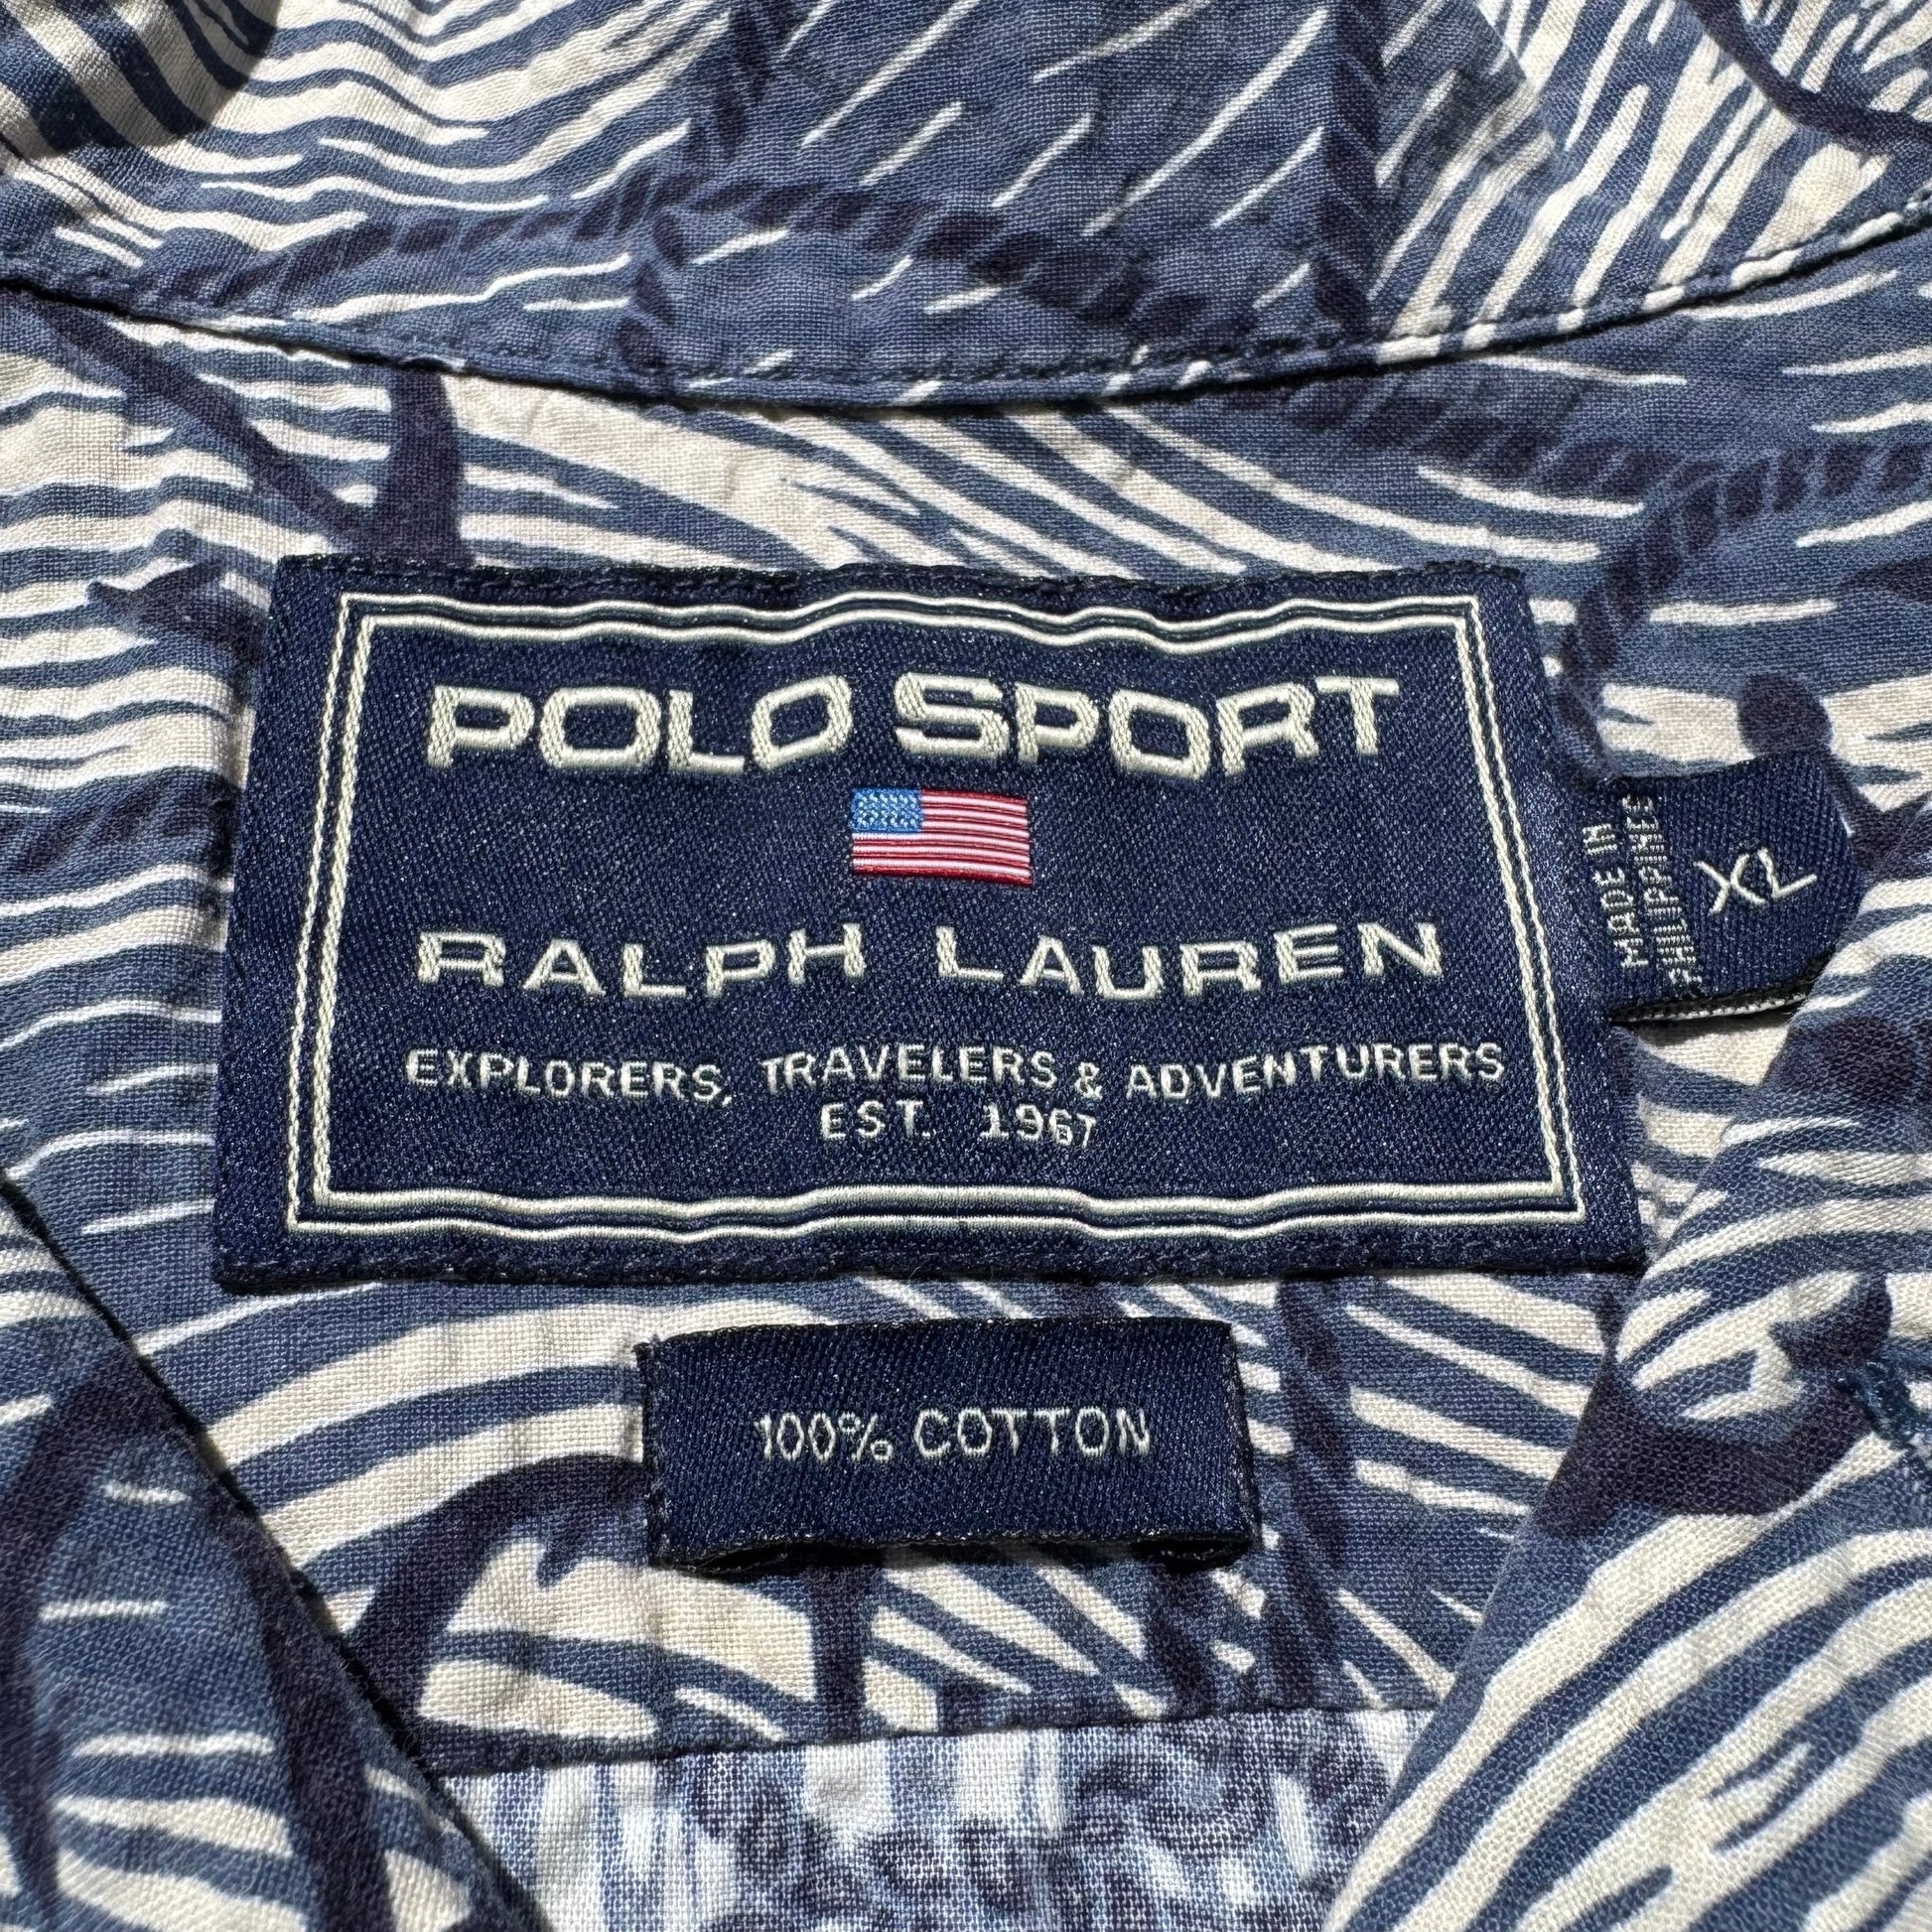 POLO SPORT
RALPH LAUREN
EXPLORERS, TRAVELERS & ADVENTURERS
EST. 1967
MADE IN
PHILIPPINES
XL
100% COTTON